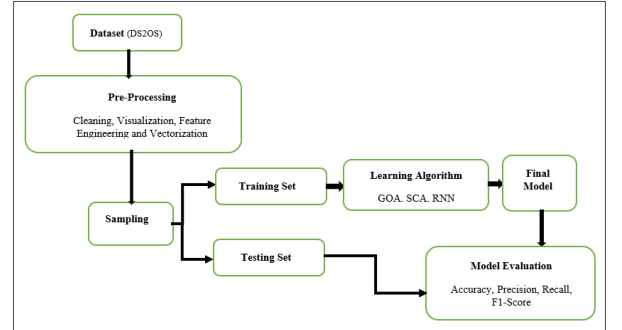 Dataset (DS2OS)
Pre-Processing
Cleaning, Visualization, Feature
Engineering and Vectorization
Sampling
Training Set
Testing Set
Learning Algorithm
GOA. SCA. RNN
Final
Model
Model Evaluation
Accuracy, Precision, Recall,
F1-Score